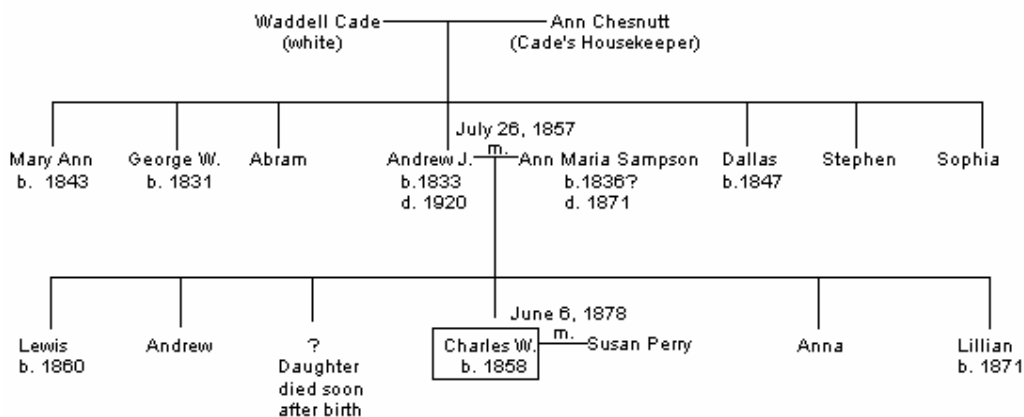 Waddell Cade
(white)
Ann Chesnutt
(Cade's Housekeeper)
July 26, 1857
m.
Mary Ann
b. 1843
George W.
b. 1831
Abram
Andrew J.
b.1833
d. 1920
Ann Maria Sampson
b.1836?
d. 1871
Dallas
b.1847
Stephen
Sophia
June 6, 1878
m.
Lewis
b. 1860
Andrew
?
Daughter
died soon
after birth
Charles W.
b. 1858
Susan Perry
Anna
Lillian
b. 1871